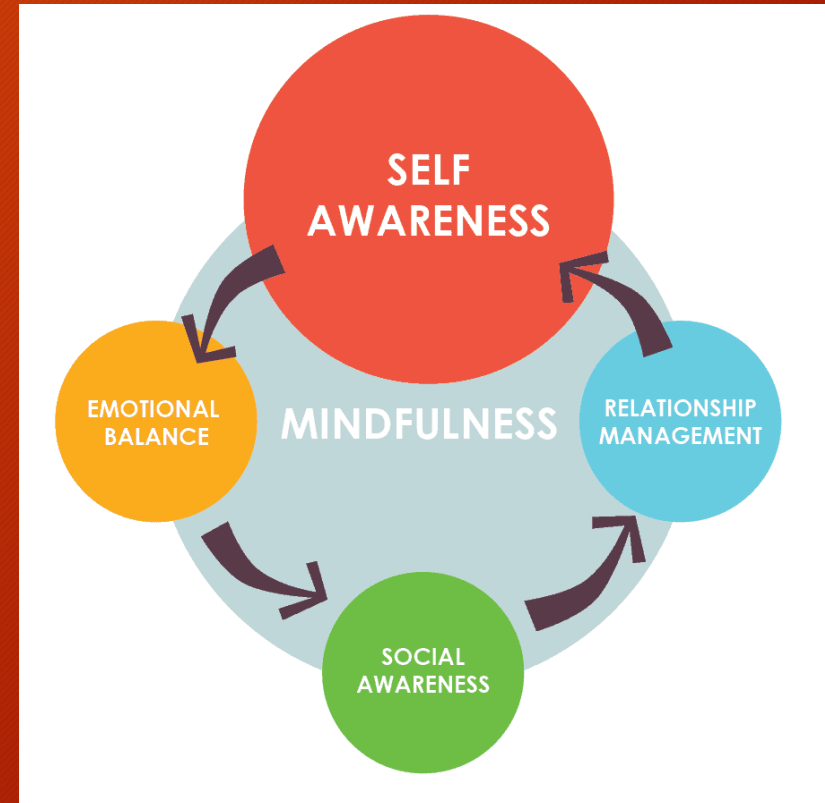 SELF
AWARENESS
EMOTIONAL
BALANCE
MINDFULNESS
RELATIONSHIP
MANAGEMENT
SOCIAL
AWARENESS